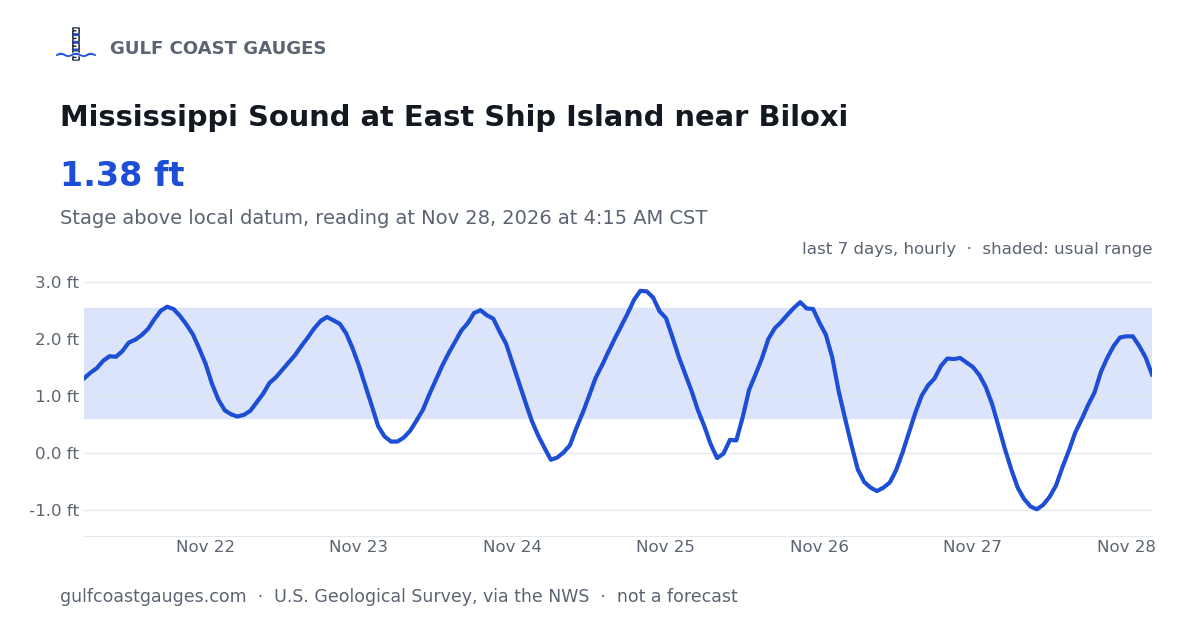 GULF COAST GAUGES
Mississippi Sound at East Ship Island near Biloxi
1.38 ft
Stage above local datum, reading at Nov 28, 2026 at 4:15 AM CST
last 7 days, hourly · shaded: usual range
3.0 ft
2.0 ft
1.0 ft
0.0 ft
-1.0 ft
Nov 22 Nov 23 Nov 24 Nov 25 Nov 26 Nov 27 Nov 28
gulfcoastgauges.com · U.S. Geological Survey, via the NWS · not a forecast